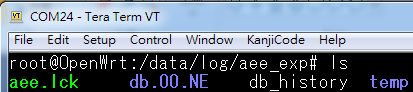 VT COM24 - Tera Term VT
File Edit Setup Control Window KanjiCode Help
root@OpenWrt:/data/log/aee_exp# ls
aee.lck db.00.NE db_history temp